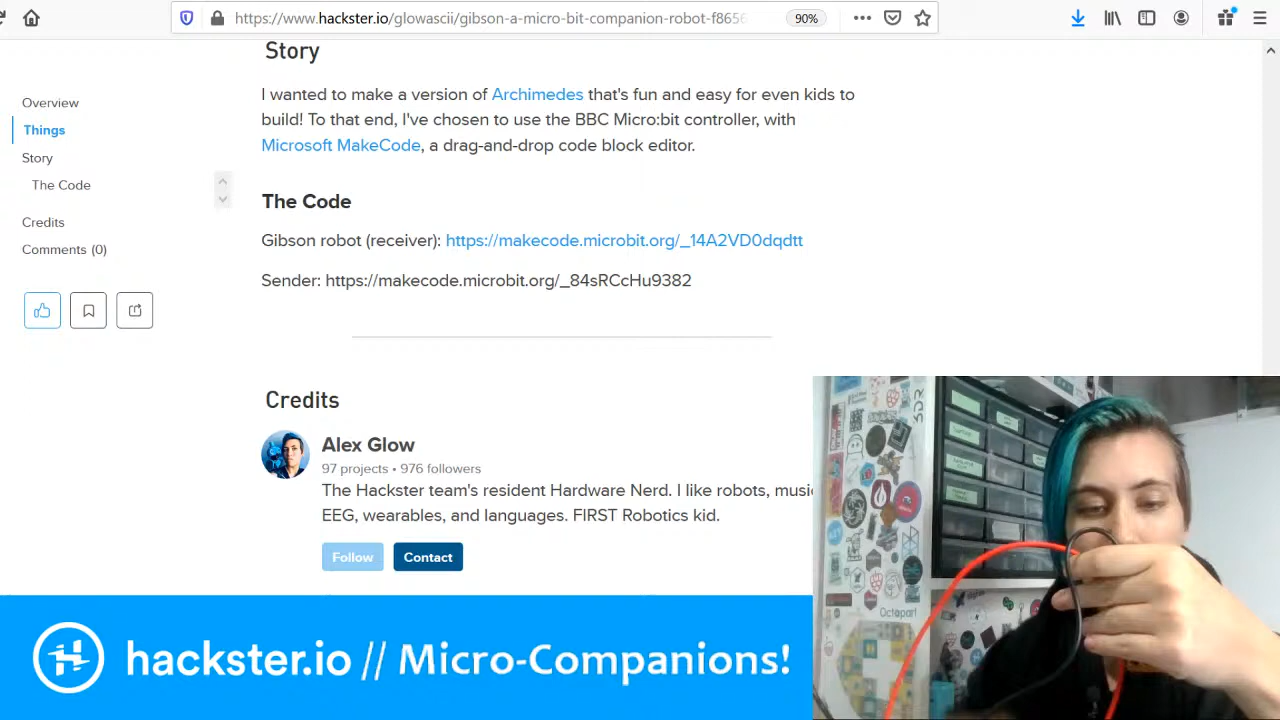 https://www.hackster.io/glowascii/gibson-a-micro-bit-companion-robot-f865
90%
Overview
Things
Story
The Code
Credits
Comments (0)
Story
I wanted to make a version of Archimedes that's fun and easy for even kids to
build! To that end, I've chosen to use the BBC Micro:bit controller, with
Microsoft MakeCode, a drag-and-drop code block editor.
The Code
Gibson robot (receiver): https://makecode.microbit.org/_14A2VD0dqdtt
Sender: https://makecode.microbit.org/_84sRCcHu9382
Credits
Alex Glow
97 projects • 976 followers
The Hackster team's resident Hardware Nerd. I like robots, music
EEG, wearables, and languages. FIRST Robotics kid.
Follow
Contact
Octopart
hackster.io // Micro-Companions!